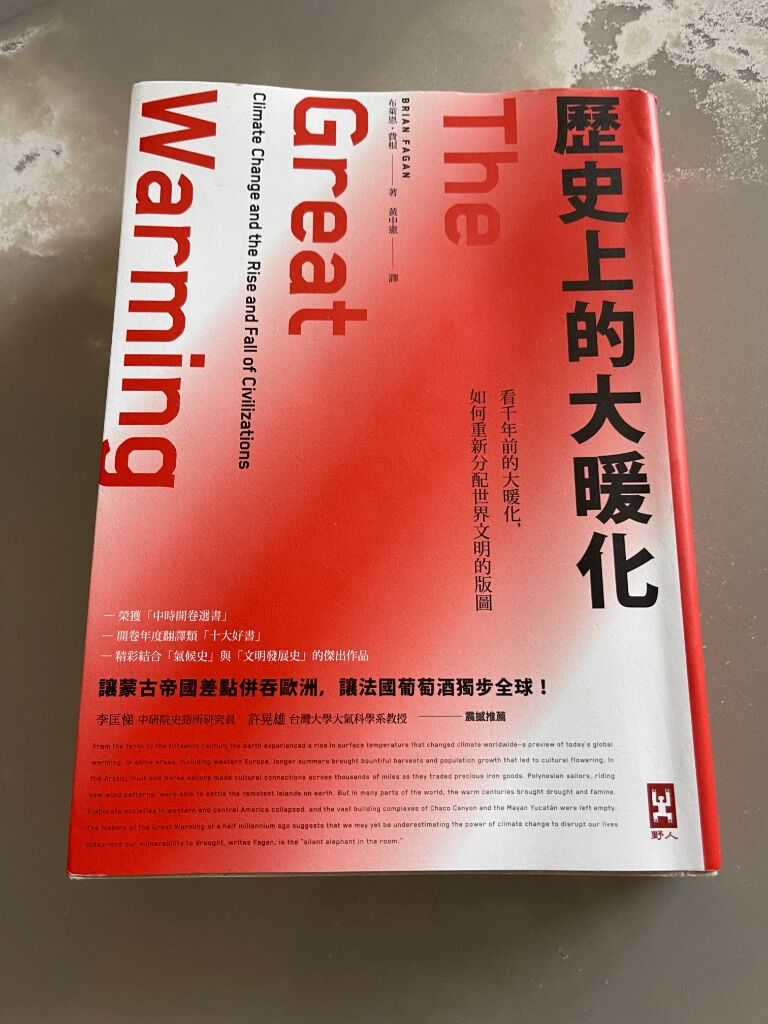 歷史上的大暖化
The
Great
Warming
Climate Change and the Rise and Fall of Civilizations
BRIAN FAGAN
布萊恩・費根——著 黃中憲——譯
看千年前的大暖化，
如何重新分配世界文明的版圖
— 榮獲「中時開卷選書」
— 開卷年度翻譯類「十大好書」
— 精彩結合「氣候史」與「文明發展史」的傑出作品
讓蒙古帝國差點併吞歐洲，讓法國葡萄酒獨步全球！
李匡悌 中研院史語所研究員 許晃雄 台灣大學大氣科學系教授 ——震撼推薦
From the tenth to the fifteenth century the earth experienced a rise in surface temperature that changed climate worldwide—a preview of today's global
warming. In some areas, including western Europe, longer summers brought bountiful harvests and population growth that led to cultural flowering. In
the Arctic, Inuit and Norse sailors made cultural connections across thousands of miles as they traded precious iron goods. Polynesian sailors, riding
new wind patterns, were able to settle the remotest islands on earth. But in many parts of the world, the warm centuries brought drought and famine.
Elaborate societies in western and central America collapsed, and the vast building complexes of Chaco Canyon and the Mayan Yucatán were left empty.
The history of the Great Warming of a half millennium ago suggests that we may yet be underestimating the power of climate change to disrupt our lives
today—and our vulnerability to drought, writes Fagan, is the "silent elephant in the room."
野人